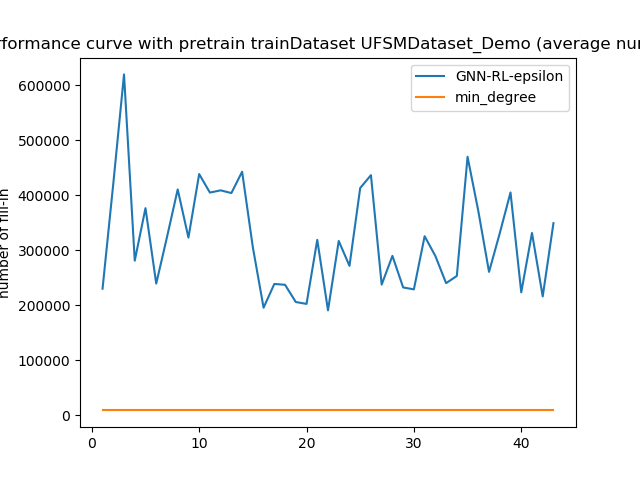 rformance curve with pretrain trainDataset UFSMDataset_Demo (average num
GNN-RL-epsilon
min_degree
600000
500000
400000
300000
200000
100000
0
number of fill-in
0 10 20 30 40